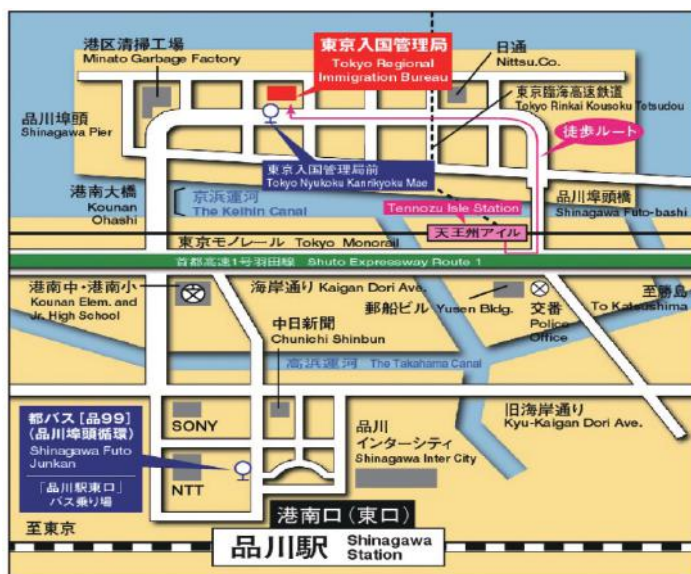 港区清掃工場
Minato Garbage Factory
東京入国管理局
Tokyo Regional
Immigration Bureau
日通
Nittsu.Co.
東京臨海高速鉄道
Tokyo Rinkai Kousoku Tetsudou
品川埠頭
Shinagawa Pier
徒歩ルート
東京入国管理局前
Tokyo Nyukoku Kanrikyoku Mae
港南大橋
Kounan
Ohashi
京浜運河
The Keihin Canal
品川埠頭橋
Shinagawa Futo-bashi
Tennozu Isle Station
天王州アイル
東京モノレール Tokyo Monorail
首都高速1号羽田線 Shuto Expressway Route 1
港南中・港南小
Kounan Elem. and
Jr. High School
海岸通り Kaigan Dori Ave.
郵船ビル Yusen Bldg.
交番
Police
Office
至勝島
To Katsushima
中日新聞
Chunichi Shinbun
高浜運河 The Takahama Canal
都バス[品99]
(品川埠頭循環)
Shinagawa Futo
Junkan
「品川駅東口」
バス乗り場
SONY
NTT
品川
インターシティ
Shinagawa Inter City
旧海岸通り
Kyu-Kaigan Dori Ave.
港南口(東口)
至東京
品川駅 Shinagawa
Station